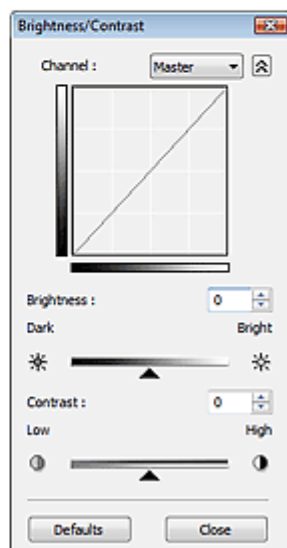 Brightness/Contrast
Channel : Master
Brightness : 0
Dark Bright
Contrast : 0
Low High
Defaults Close